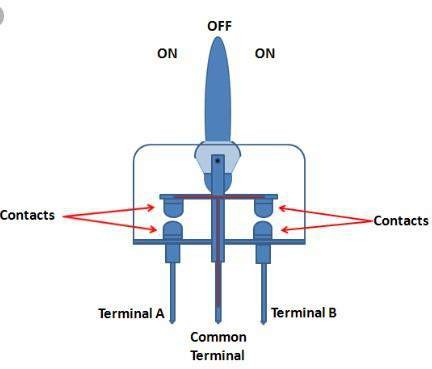 OFF
ON
ON
Contacts
Contacts
Terminal A
Terminal B
Common
Terminal